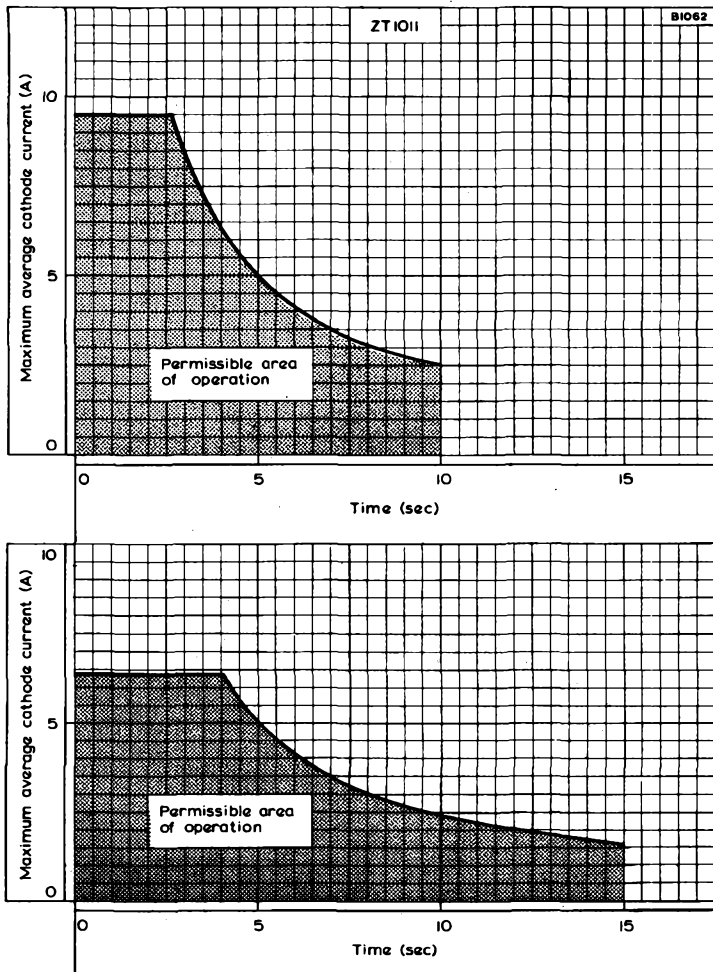 ZT1011
B1062
Maximum average cathode current (A)
10
5
0
Permissible area
of operation
0
5
10
15
Time (sec)
Maximum average cathode current (A)
10
5
0
Permissible area
of operation
0
5
10
15
Time (sec)